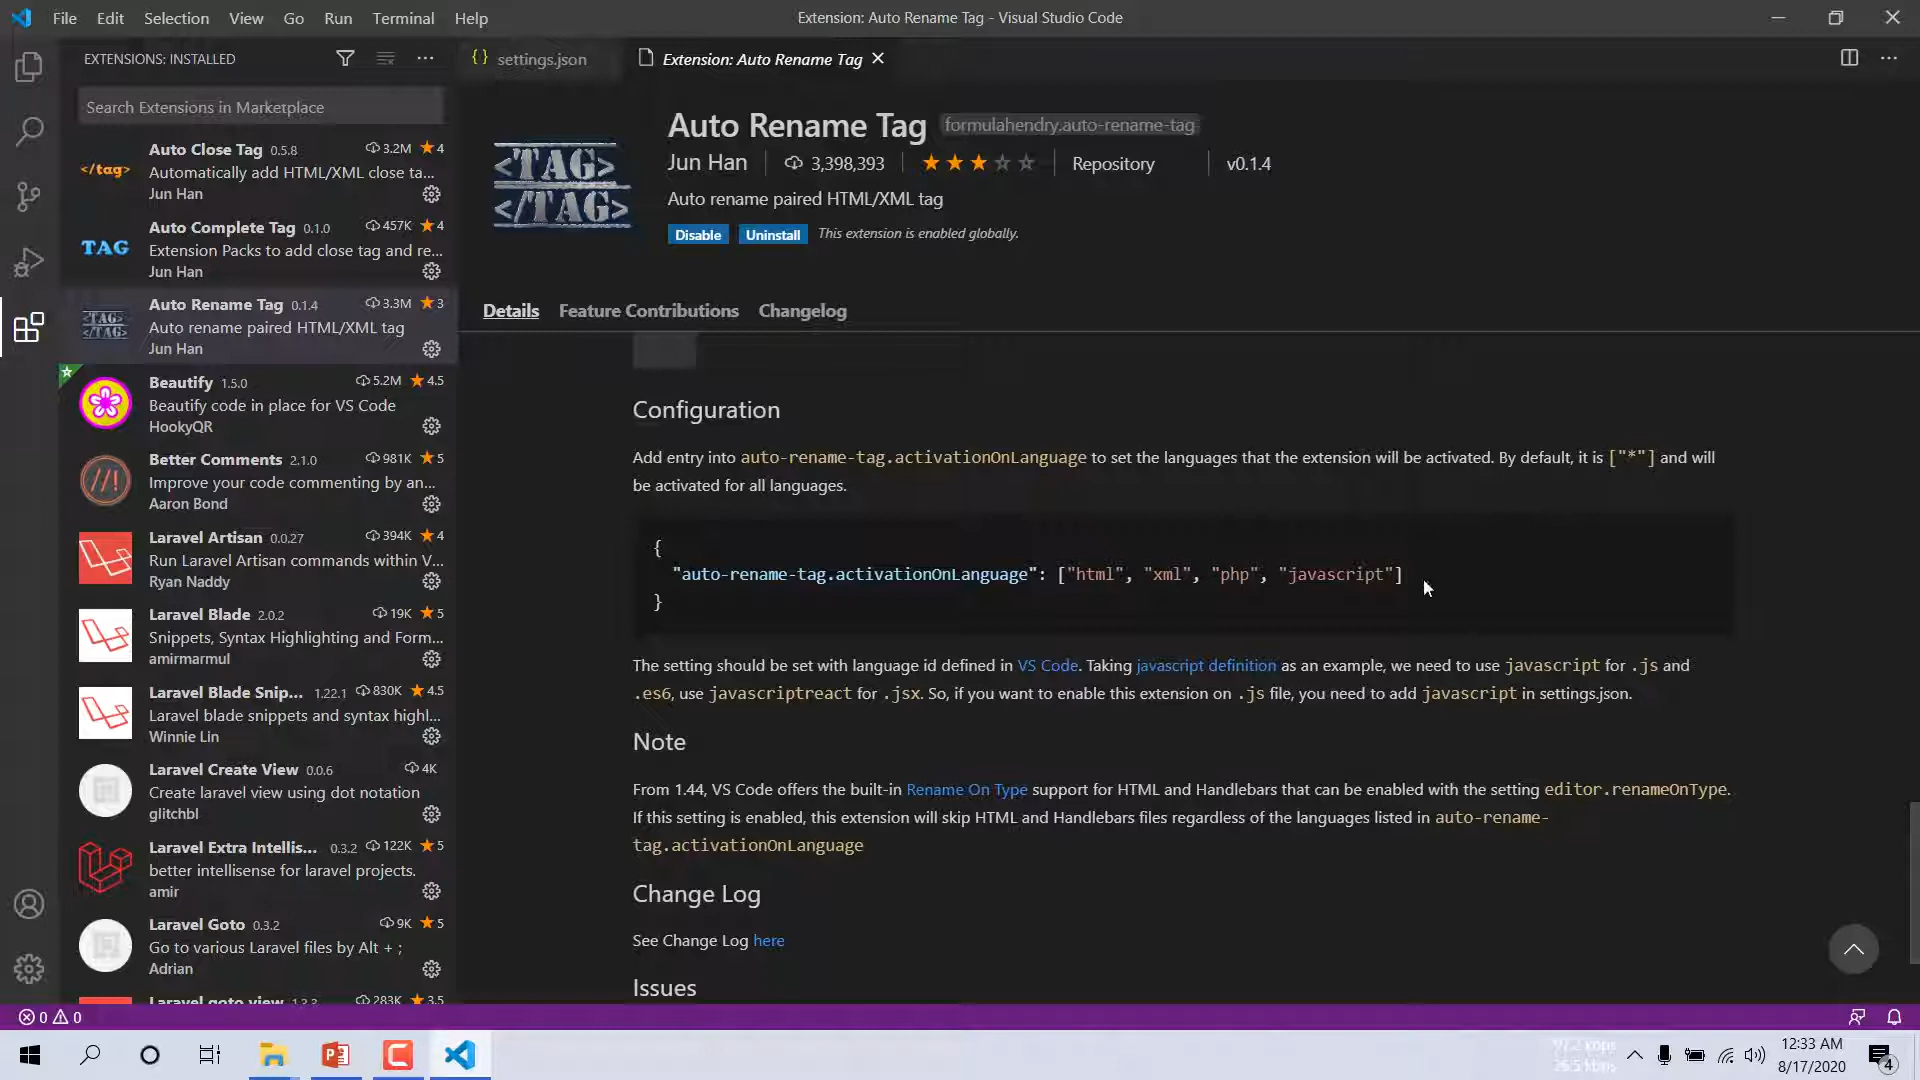 File Edit Selection View Go Run Terminal Help
Extension: Auto Rename Tag - Visual Studio Code
EXTENSIONS: INSTALLED
Search Extensions in Marketplace
Auto Close Tag 0.5.8 3.2M 4
Automatically add HTML/XML close ta...
Jun Han
Auto Complete Tag 0.1.0 457K 4
Extension Packs to add close tag and re...
Jun Han
Auto Rename Tag 0.1.4 3.3M 3
Auto rename paired HTML/XML tag
Jun Han
Beautify 1.5.0 5.2M 4.5
Beautify code in place for VS Code
HookyQR
Better Comments 2.1.0 981K 5
Improve your code commenting by an...
Aaron Bond
Laravel Artisan 0.0.27 394K 4
Run Laravel Artisan commands within V...
Ryan Naddy
Laravel Blade 2.0.2 19K 5
Snippets, Syntax Highlighting and Form...
amirmarmul
Laravel Blade Snip... 1.22.1 830K 4.5
Laravel blade snippets and syntax highl...
Winnie Lin
Laravel Create View 0.0.6 4K
Create laravel view using dot notation
glitchbl
Laravel Extra Intellis... 0.3.2 122K 5
better intellisense for laravel projects.
amir
Laravel Goto 0.3.2 9K 5
Go to various Laravel files by Alt + ;
Adrian
Laravel goto view 1.3.3 283K 3.5
</tag>
TAG
<TAG>
</TAG>
//!
{ } settings.json
Extension: Auto Rename Tag
<TAG>
</TAG>
Auto Rename Tag formulahendry.auto-rename-tag
Jun Han 3,398,393 Repository v0.1.4
Auto rename paired HTML/XML tag
Disable Uninstall This extension is enabled globally.
Details Feature Contributions Changelog
Configuration
Add entry into auto-rename-tag.activationOnLanguage to set the languages that the extension will be activated. By default, it is ["*"] and will
be activated for all languages.
{
"auto-rename-tag.activationOnLanguage": ["html", "xml", "php", "javascript"]
}
The setting should be set with language id defined in VS Code. Taking javascript definition as an example, we need to use javascript for .js and
.es6, use javascriptreact for .jsx. So, if you want to enable this extension on .js file, you need to add javascript in settings.json.
Note
From 1.44, VS Code offers the built-in Rename On Type support for HTML and Handlebars that can be enabled with the setting editor.renameOnType.
If this setting is enabled, this extension will skip HTML and Handlebars files regardless of the languages listed in auto-rename-
tag.activationOnLanguage
Change Log
See Change Log here
Issues
0 0
12:33 AM
8/17/2020
4